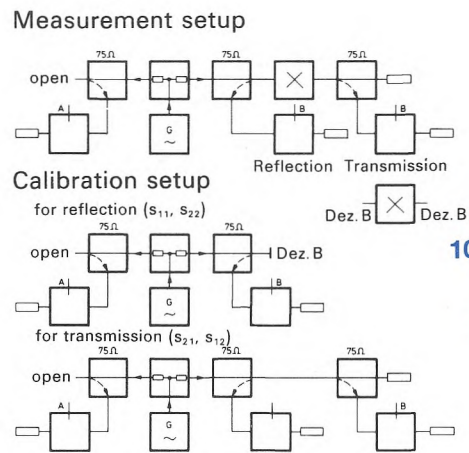 Measurement setup
75Ω 75Ω 75Ω
open
A G ~ B B
Reflection Transmission
Calibration setup
for reflection (s11, s22)
Dez. B Dez. B
75Ω 75Ω
open Dez. B
10
A G ~ B
for transmission (s21, s12)
75Ω 75Ω 75Ω
open
A G ~ B